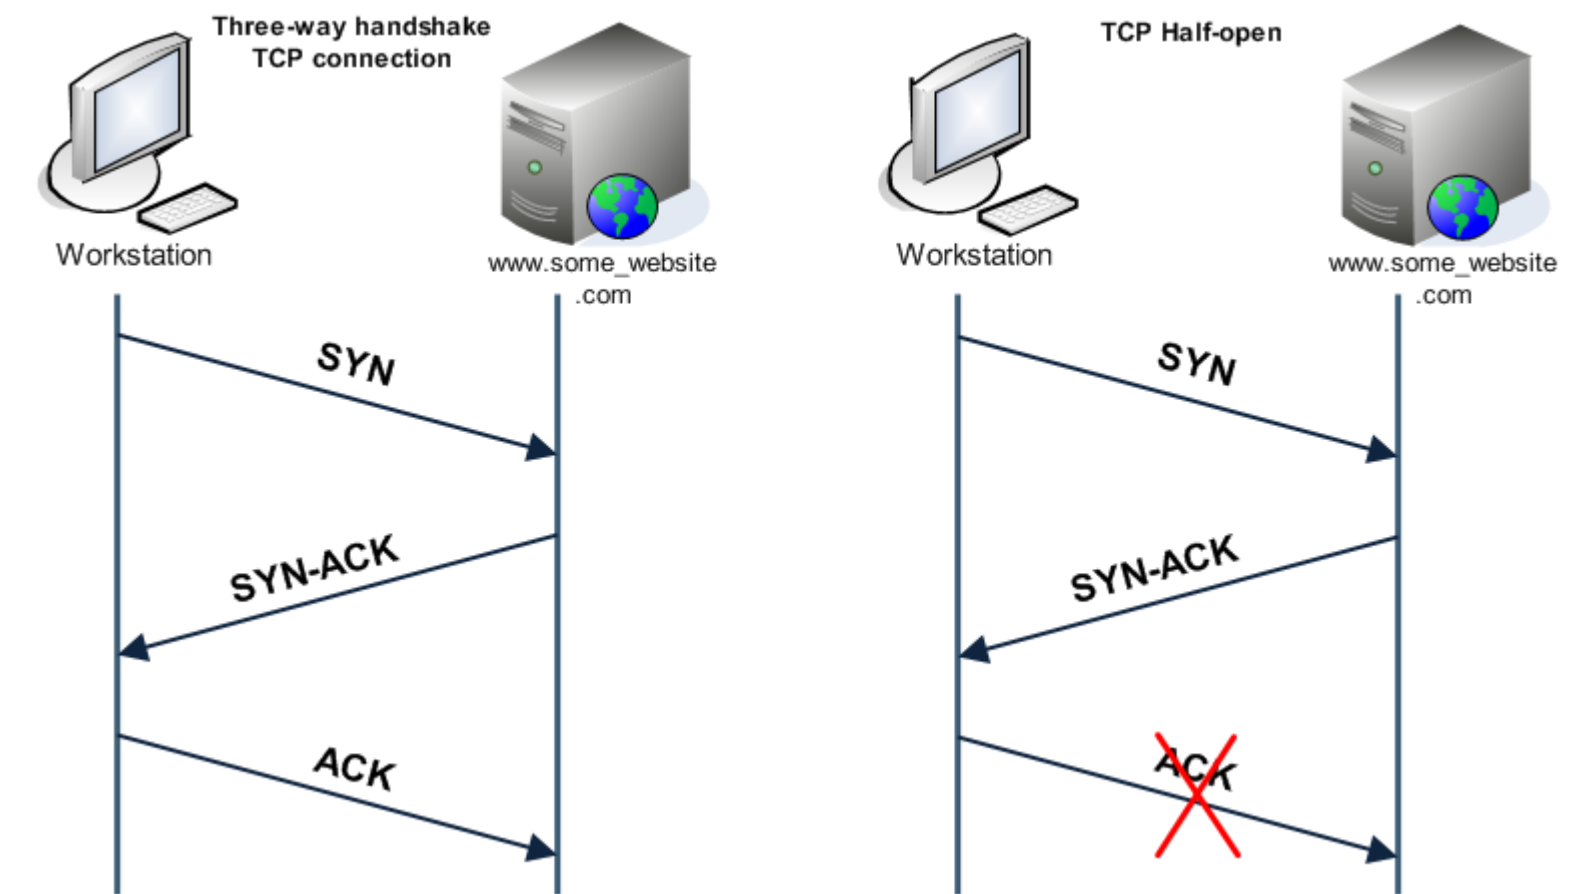 Three-way handshake
TCP connection
Workstation
www.some_website
.com
SYN
SYN-ACK
ACK
TCP Half-open
Workstation
www.some_website
.com
SYN
SYN-ACK
ACK